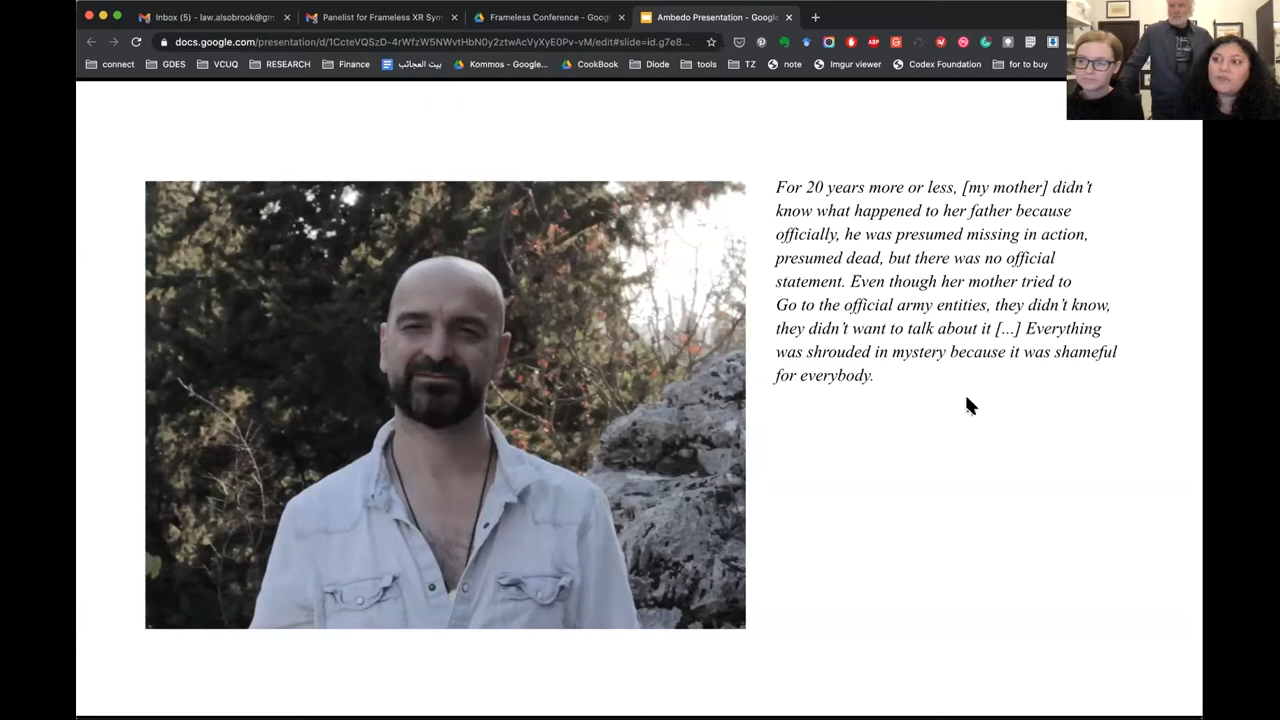 Inbox (5) - law.alsobrook@gm
Panelist for Frameless XR Sym
Frameless Conference - Goog
Ambedo Presentation - Google
docs.google.com/presentation/d/1CcteVQSzD-4rWfzW5NWvtHbN0y2ztwAcVyXyE0Pv-vM/edit#slide=id.g7e8...
connect GDES VCUQ RESEARCH Finance بيت العجائب Kommos - Google... CookBook Diode tools TZ note Imgur viewer Codex Foundation for to buy
For 20 years more or less, [my mother] didn't
know what happened to her father because
officially, he was presumed missing in action,
presumed dead, but there was no official
statement. Even though her mother tried to
Go to the official army entities, they didn't know,
they didn't want to talk about it [...] Everything
was shrouded in mystery because it was shameful
for everybody.